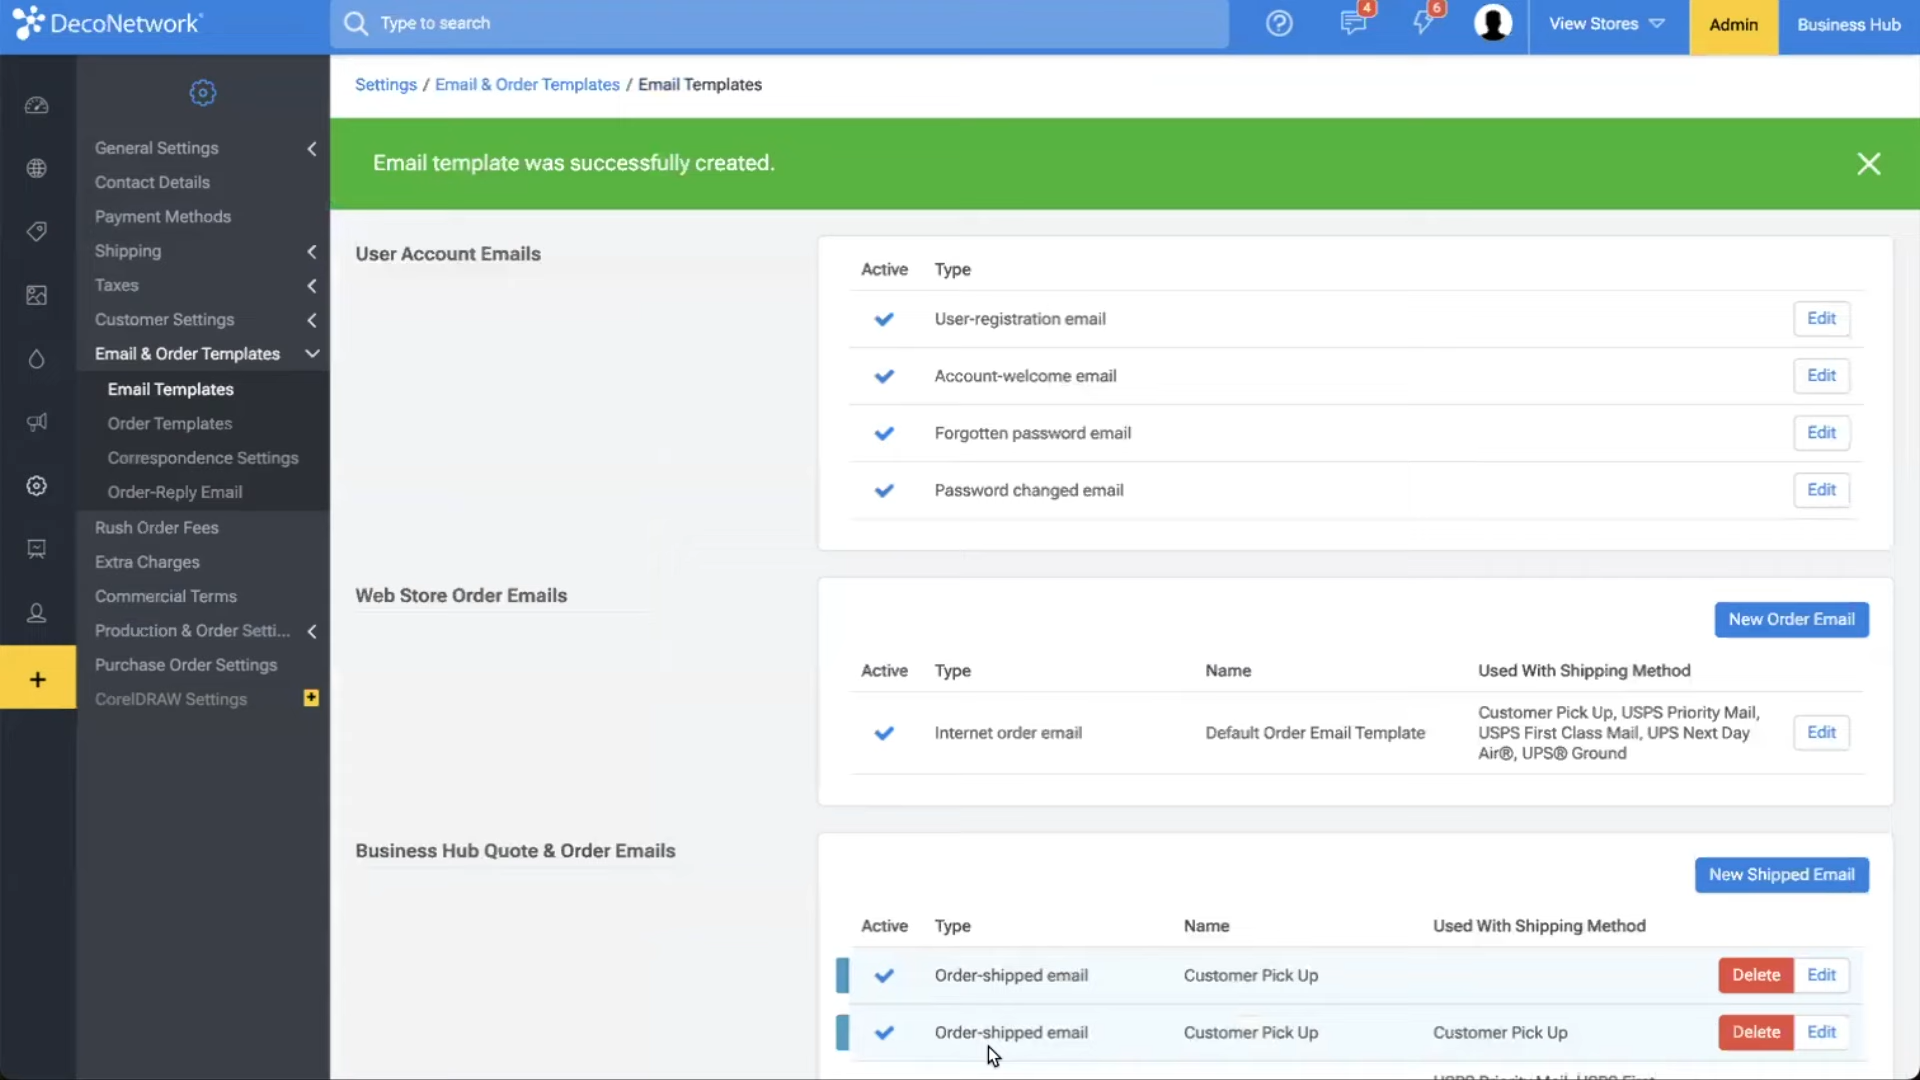 DecoNetwork
Type to search
4
6
View Stores
Admin
Business Hub
Settings / Email & Order Templates / Email Templates
General Settings
Contact Details
Payment Methods
Shipping
Taxes
Customer Settings
Email & Order Templates
Email Templates
Order Templates
Correspondence Settings
Order-Reply Email
Rush Order Fees
Extra Charges
Commercial Terms
Production & Order Setti...
Purchase Order Settings
CorelDRAW Settings
Email template was successfully created.
User Account Emails
Active Type
User-registration email Edit
Account-welcome email Edit
Forgotten password email Edit
Password changed email Edit
Web Store Order Emails
New Order Email
Active Type Name Used With Shipping Method
Internet order email Default Order Email Template
Customer Pick Up, USPS Priority Mail,
USPS First Class Mail, UPS Next Day
Air®, UPS® Ground
Edit
Business Hub Quote & Order Emails
New Shipped Email
Active Type Name Used With Shipping Method
Order-shipped email Customer Pick Up Delete Edit
Order-shipped email Customer Pick Up Customer Pick Up Delete Edit